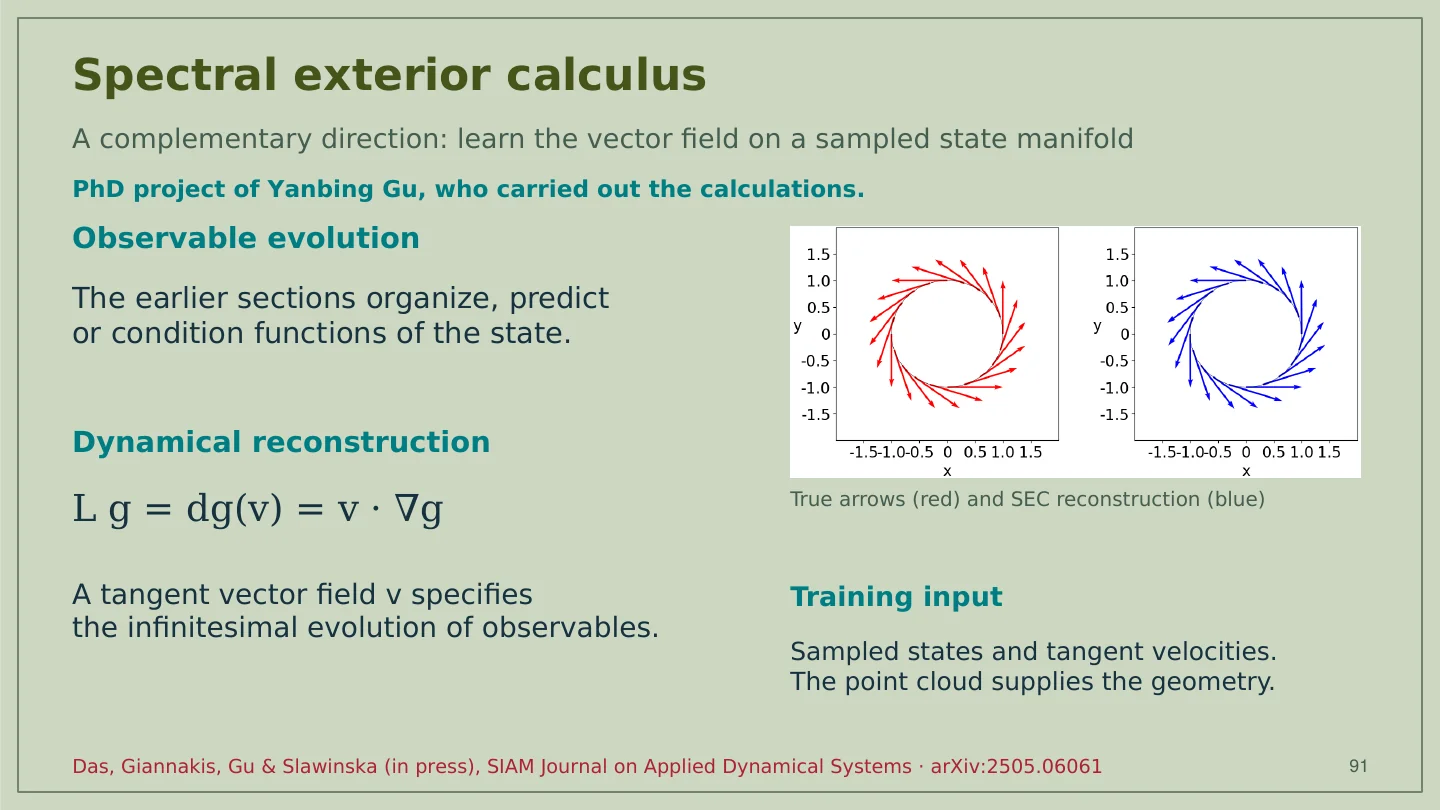 Spectral exterior calculus
A complementary direction: learn the vector field on a sampled state manifold
PhD project of Yanbing Gu, who carried out the calculations.
Observable evolution
The earlier sections organize, predict
or condition functions of the state.
Dynamical reconstruction
L g = dg(v) = v · ∇g
A tangent vector field v specifies
the infinitesimal evolution of observables.
1.5
1.0
0.5
y
0
-0.5
-1.0
-1.5
-1.5-1.0-0.5 0 0.5 1.0 1.5
x
1.5
1.0
0.5
y
0
-0.5
-1.0
-1.5
-1.5-1.0-0.5 0 0.5 1.0 1.5
x
True arrows (red) and SEC reconstruction (blue)
Training input
Sampled states and tangent velocities.
The point cloud supplies the geometry.
Das, Giannakis, Gu & Slawinska (in press), SIAM Journal on Applied Dynamical Systems · arXiv:2505.06061
91